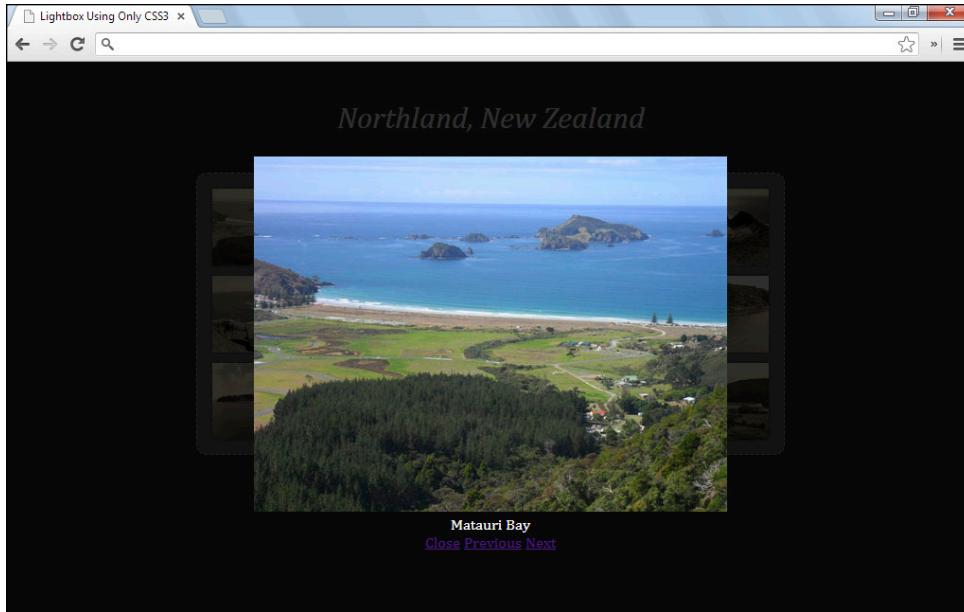 Lightbox Using Only CSS3
Northland, New Zealand
Matauri Bay
Close Previous Next